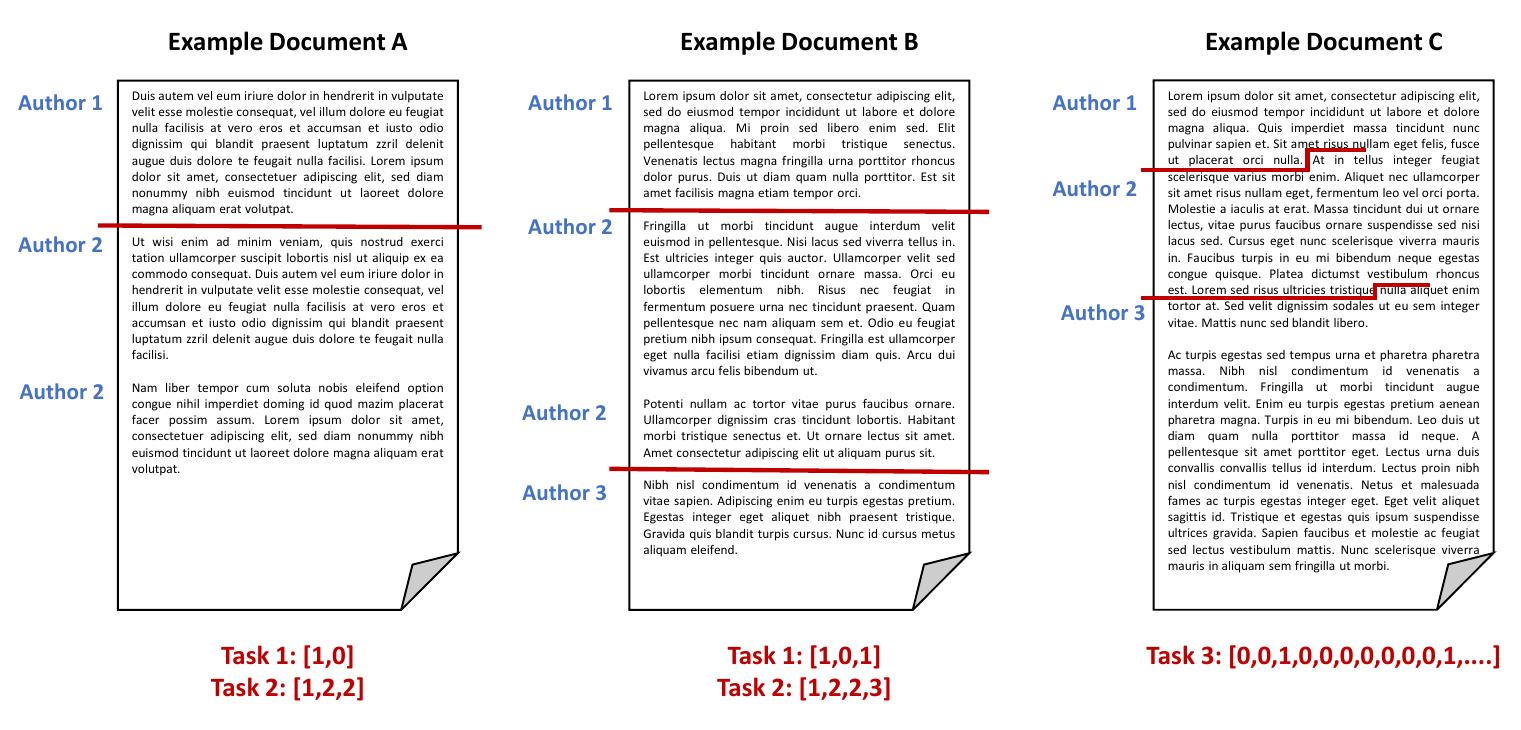 Example Document A
Author 1
Duis autem vel eum iriure dolor in hendrerit in vulputate
velit esse molestie consequat, vel illum dolore eu feugiat
nulla facilisis at vero eros et accumsan et iusto odio
dignissim qui blandit praesent luptatum zzril delenit
augue duis dolore te feugait nulla facilisi. Lorem ipsum
dolor sit amet, consectetuer adipiscing elit, sed diam
nonummy nibh euismod tincidunt ut laoreet dolore
magna aliquam erat volutpat.
Author 2
Ut wisi enim ad minim veniam, quis nostrud exerci
tation ullamcorper suscipit lobortis nisl ut aliquip ex ea
commodo consequat. Duis autem vel eum iriure dolor in
hendrerit in vulputate velit esse molestie consequat, vel
illum dolore eu feugiat nulla facilisis at vero eros et
accumsan et iusto odio dignissim qui blandit praesent
luptatum zzril delenit augue duis dolore te feugait nulla
facilisi.
Author 2
Nam liber tempor cum soluta nobis eleifend option
congue nihil imperdiet doming id quod mazim placerat
facer possim assum. Lorem ipsum dolor sit amet,
consectetuer adipiscing elit, sed diam nonummy nibh
euismod tincidunt ut laoreet dolore magna aliquam erat
volutpat.
Task 1: [1,0]
Task 2: [1,2,2]
Example Document B
Author 1
Lorem ipsum dolor sit amet, consectetur adipiscing elit,
sed do eiusmod tempor incididunt ut labore et dolore
magna aliqua. Mi proin sed libero enim sed. Elit
pellentesque habitant morbi tristique senectus.
Venenatis lectus magna fringilla urna porttitor rhoncus
dolor purus. Duis ut diam quam nulla porttitor. Est sit
amet facilisis magna etiam tempor orci.
Author 2
Fringilla ut morbi tincidunt augue interdum velit
euismod in pellentesque. Nisi lacus sed viverra tellus in.
Est ultricies integer quis auctor. Ullamcorper velit sed
ullamcorper morbi tincidunt ornare massa. Orci eu
lobortis elementum nibh. Risus nec feugiat in
fermentum posuere urna nec tincidunt praesent. Quam
pellentesque nec nam aliquam sem et. Odio eu feugiat
pretium nibh ipsum consequat. Fringilla est ullamcorper
eget nulla facilisi etiam dignissim diam quis. Arcu dui
vivamus arcu felis bibendum ut.
Author 2
Potenti nullam ac tortor vitae purus faucibus ornare.
Ullamcorper dignissim cras tincidunt lobortis. Habitant
morbi tristique senectus et. Ut ornare lectus sit amet.
Amet consectetur adipiscing elit ut aliquam purus sit.
Author 3
Nibh nisl condimentum id venenatis a condimentum
vitae sapien. Adipiscing enim eu turpis egestas pretium.
Egestas integer eget aliquet nibh praesent tristique.
Gravida quis blandit turpis cursus. Nunc id cursus metus
aliquam eleifend.
Task 1: [1,0,1]
Task 2: [1,2,2,3]
Example Document C
Author 1
Lorem ipsum dolor sit amet, consectetur adipiscing elit,
sed do eiusmod tempor incididunt ut labore et dolore
magna aliqua. Quis imperdiet massa tincidunt nunc
pulvinar sapien et. Sit amet risus nullam eget felis, fusce
ut placerat orci nulla. At in tellus integer feugiat
scelerisque varius morbi enim. Aliquet nec ullamcorper
Author 2
sit amet risus nullam eget, fermentum leo vel orci porta.
Molestie a iaculis at erat. Massa tincidunt dui ut ornare
lectus, vitae purus faucibus ornare suspendisse sed nisi
lacus sed. Cursus eget nunc scelerisque viverra mauris
in. Faucibus turpis in eu mi bibendum neque egestas
congue quisque. Platea dictumst vestibulum rhoncus
est. Lorem sed risus ultricies tristique nulla aliquet enim
tortor at. Sed velit dignissim sodales ut eu sem integer
Author 3
vitae. Mattis nunc sed blandit libero.
Ac turpis egestas sed tempus urna et pharetra pharetra
massa. Nibh nisl condimentum id venenatis a
condimentum. Fringilla ut morbi tincidunt augue
interdum velit. Enim eu turpis egestas pretium aenean
pharetra magna. Turpis in eu mi bibendum. Leo duis ut
diam quam nulla porttitor massa id neque. A
pellentesque sit amet porttitor eget. Lectus urna duis
convallis convallis tellus id interdum. Lectus proin nibh
nisl condimentum id venenatis. Netus et malesuada
fames ac turpis egestas integer eget. Eget velit aliquet
sagittis id. Tristique et egestas quis ipsum suspendisse
ultrices gravida. Sapien faucibus et molestie ac feugiat
sed lectus vestibulum mattis. Nunc scelerisque viverra
mauris in aliquam sem fringilla ut morbi.
Task 3: [0,0,1,0,0,0,0,0,0,0,1,....]